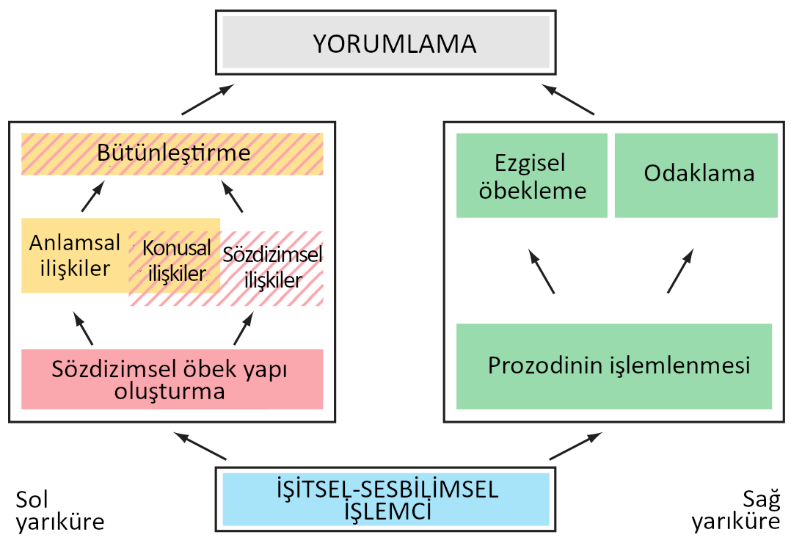 YORUMLAMA
Bütünleştirme
Anlamsal
ilişkiler
Konusal
ilişkiler
Sözdizimsel
ilişkiler
Sözdizimsel öbek yapı
oluşturma
Ezgisel
öbekleme
Odaklama
Prozodinin işlemlenmesi
İŞİTSEL-SESBİLİMSEL
İŞLEMCİ
Sol
yarıküre
Sağ
yarıküre